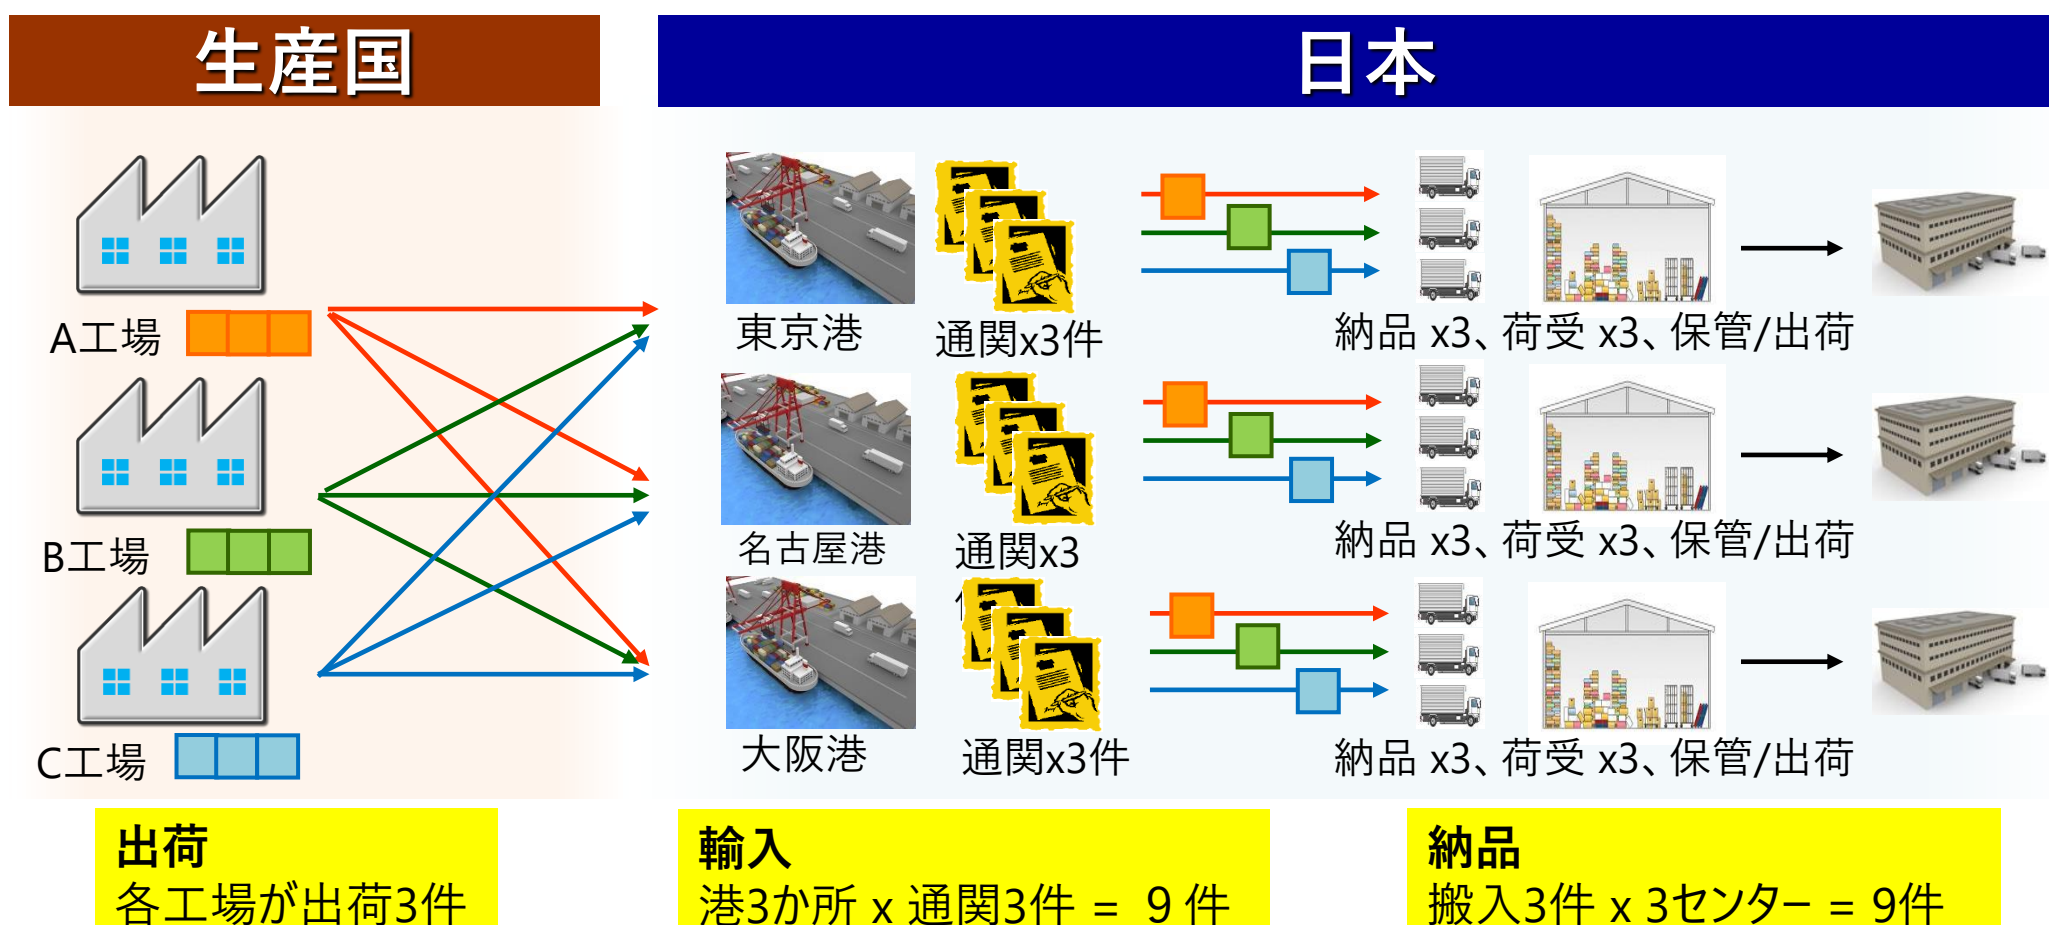 生産国
日本
A工場
東京港
通関x3件
納品 x3、荷受 x3、保管/出荷
B工場
名古屋港
通関x3
納品 x3、荷受 x3、保管/出荷
C工場
大阪港
通関x3件
納品 x3、荷受 x3、保管/出荷
出荷
各工場が出荷3件
輸入
港3か所 x 通関3件 = ９件
納品
搬入3件 x 3センター = 9件